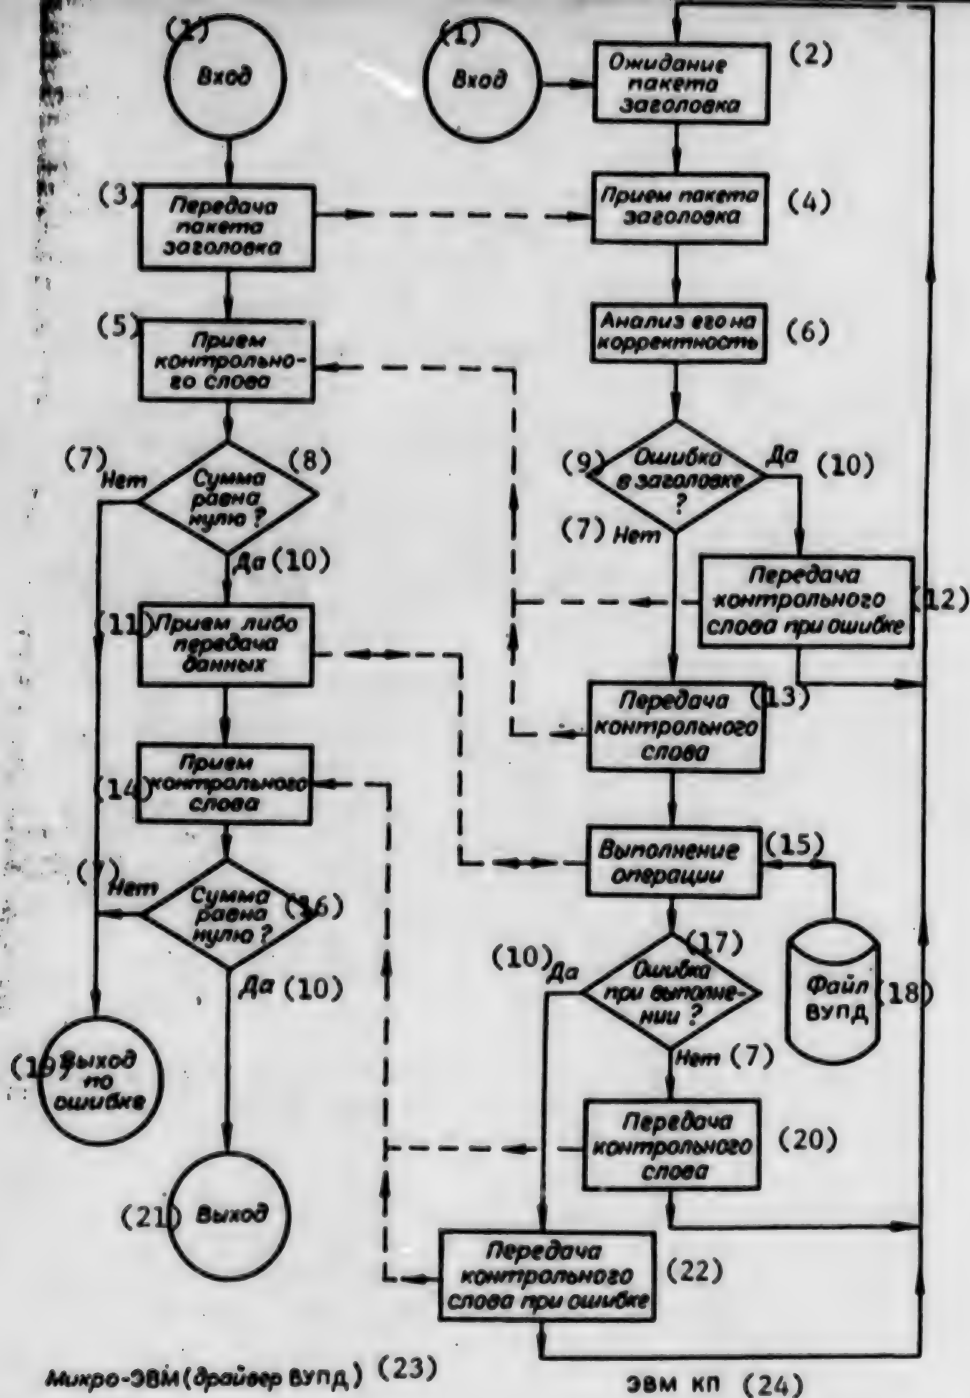 (1)
Вход
(1)
Вход
Ожидание
пакета
заголовка
(2)
(3)
Передача
пакета
заголовка
Прием пакета
заголовка
(4)
(5)
Прием
контрольно-
го слова
Анализ его на
корректность
(6)
(7)
Нет
Сумма
равна
нулю ?
(8)
Да (10)
(9)
Ошибка
в заголовке
?
Да
(10)
(7) Нет
Передача
контрольного
слова при ошибке
(12)
(11)
Прием либо
передача
данных
Передача
контрольного
слова
(13)
(14)
Прием
контрольного
слова
Выполнение
операции
(15)
Нет
Сумма
равна
нулю ?
(16)
Да (10)
(10) Да
Ошибка
при выполне-
нии ?
(17)
Нет (7)
Файл
ВУПД
(18)
(19)
Выход
по
ошибке
Передача
контрольного
слова
(20)
(21)
Выход
Передача
контрольного
слова при ошибке
(22)
Микро-ЭВМ (драйвер ВУПД) (23)
ЭВМ КП (24)